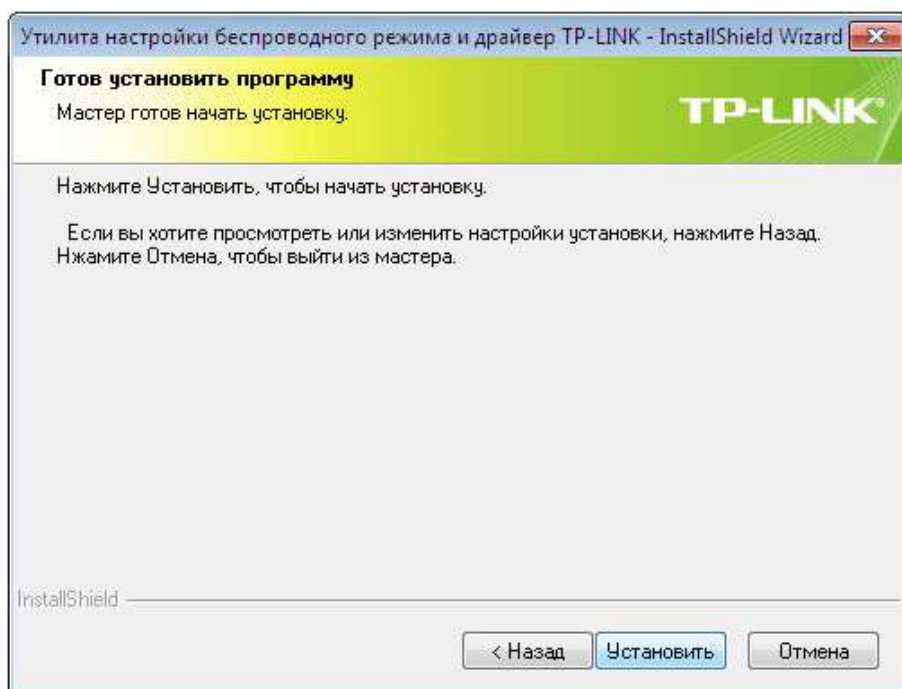 Утилита настройки беспроводного режима и драйвер TP-LINK - InstallShield Wizard
Готов установить программу
Мастер готов начать установку.
TP-LINK®
Нажмите Установить, чтобы начать установку.
Если вы хотите просмотреть или изменить настройки установки, нажмите Назад.
Нжамите Отмена, чтобы выйти из мастера.
InstallShield
< Назад
Установить
Отмена